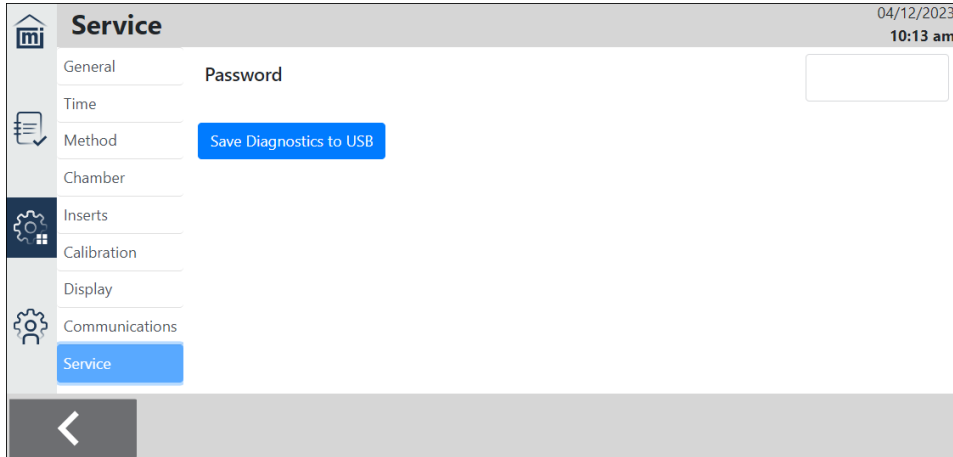 mi
Service
04/12/2023
10:13 am
General
Time
Method
Chamber
Inserts
Calibration
Display
Communications
Service
Password
Save Diagnostics to USB